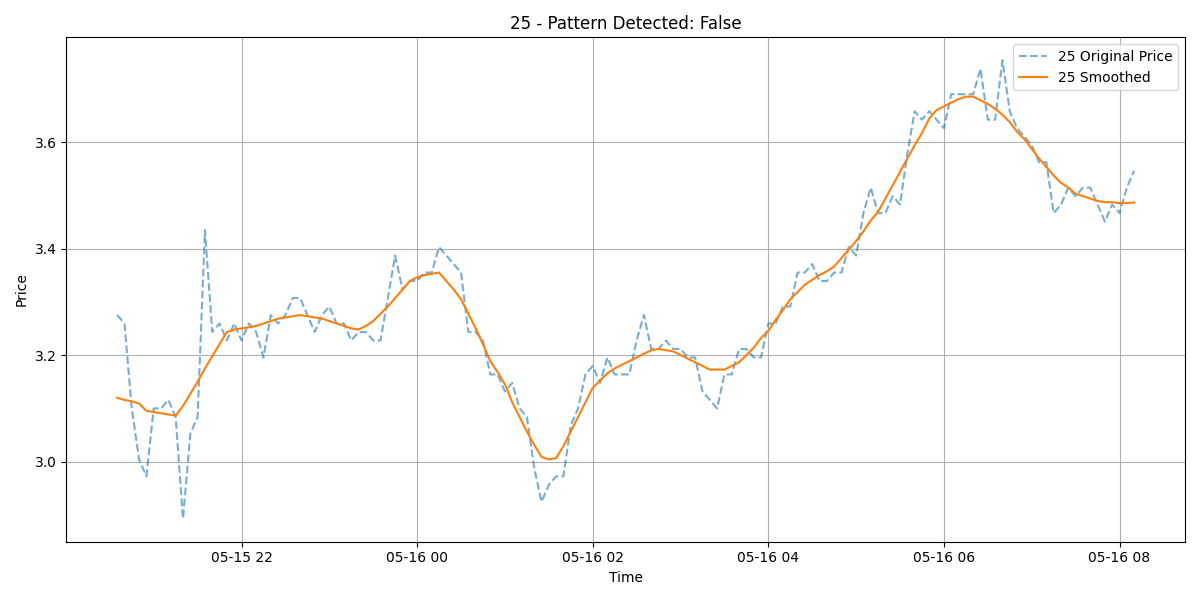 25 - Pattern Detected: False
25 Original Price
25 Smoothed
Price
3.6
3.4
3.2
3.0
05-15 22
05-16 00
05-16 02
05-16 04
05-16 06
05-16 08
Time